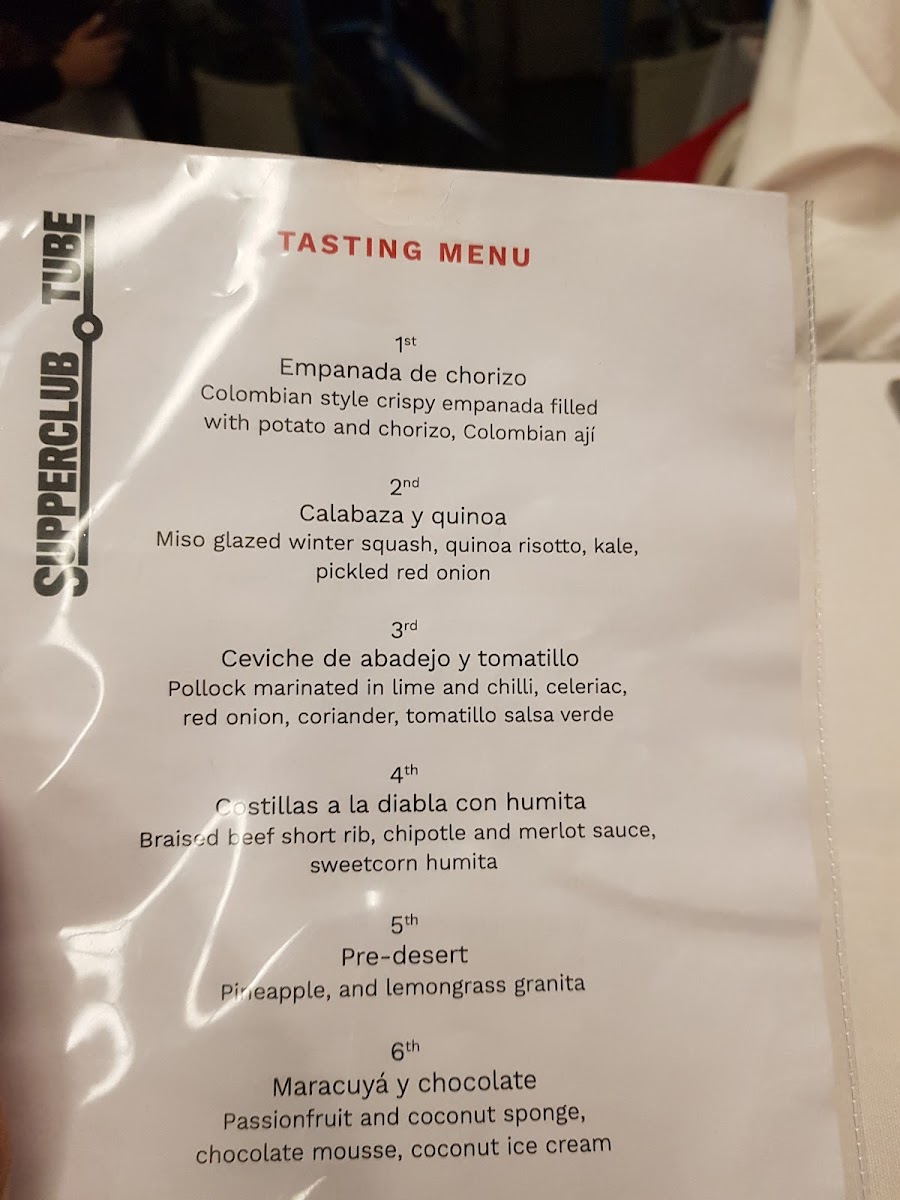 SUPPERCLUB TUBE
TASTING MENU
1st
Empanada de chorizo
Colombian style crispy empanada filled
with potato and chorizo, Colombian ají
2nd
Calabaza y quinoa
Miso glazed winter squash, quinoa risotto, kale,
pickled red onion
3rd
Ceviche de abadejo y tomatillo
Pollock marinated in lime and chilli, celeriac,
red onion, coriander, tomatillo salsa verde
4th
Costillas a la diabla con humita
Braised beef short rib, chipotle and merlot sauce,
sweetcorn humita
5th
Pre-desert
Pineapple, and lemongrass granita
6th
Maracuyá y chocolate
Passionfruit and coconut sponge,
chocolate mousse, coconut ice cream